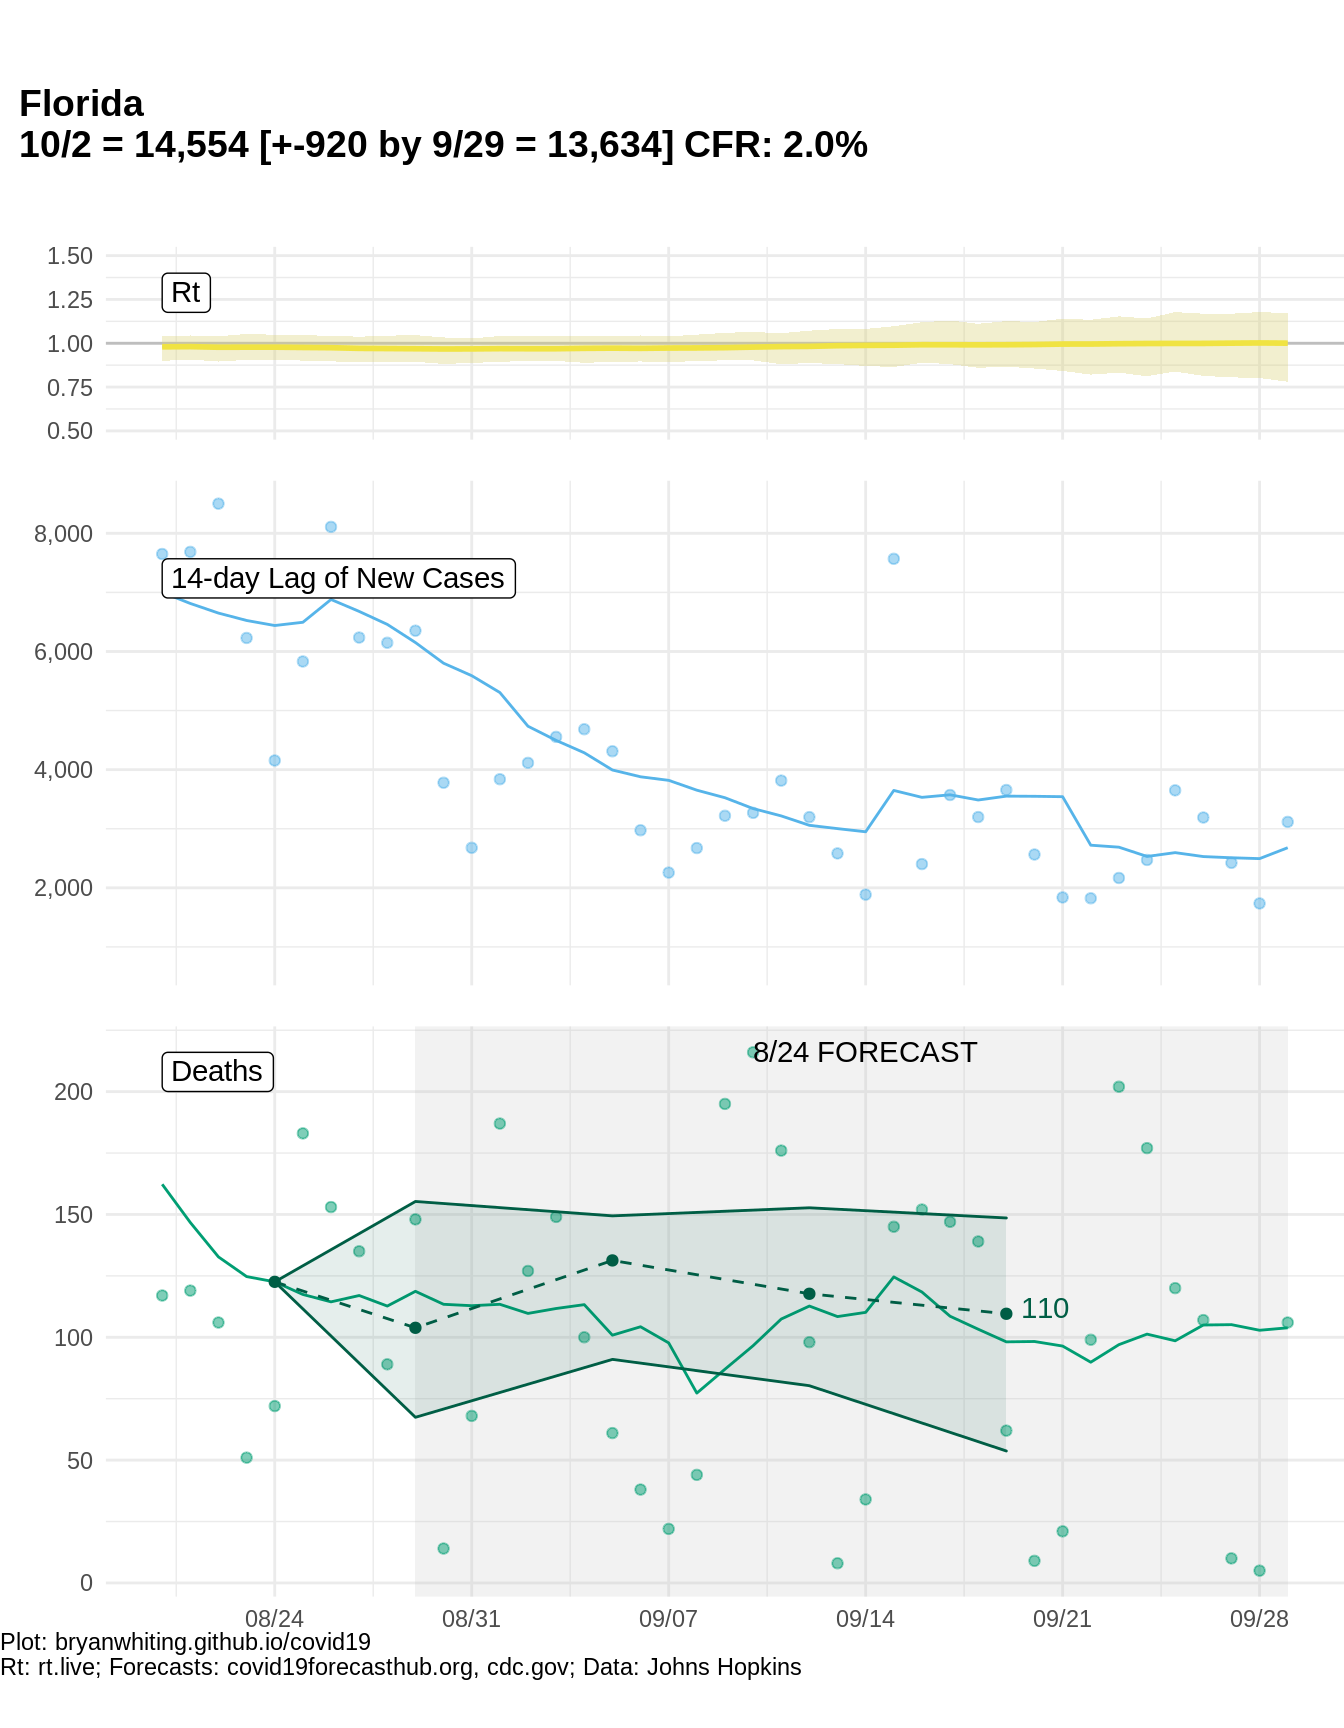 Florida
10/2 = 14,554 [+-920 by 9/29 = 13,634] CFR: 2.0%
1.50
Rt
1.25
1.00
0.75
0.50
8,000
14-day Lag of New Cases
6,000
4,000
2,000
8/24 FORECAST
Deaths
200
150
110
100
50
0
08/24 08/31 09/07 09/14 09/21 09/28
Plot: bryanwhiting.github.io/covid19
Rt: rt.live; Forecasts: covid19forecasthub.org, cdc.gov; Data: Johns Hopkins